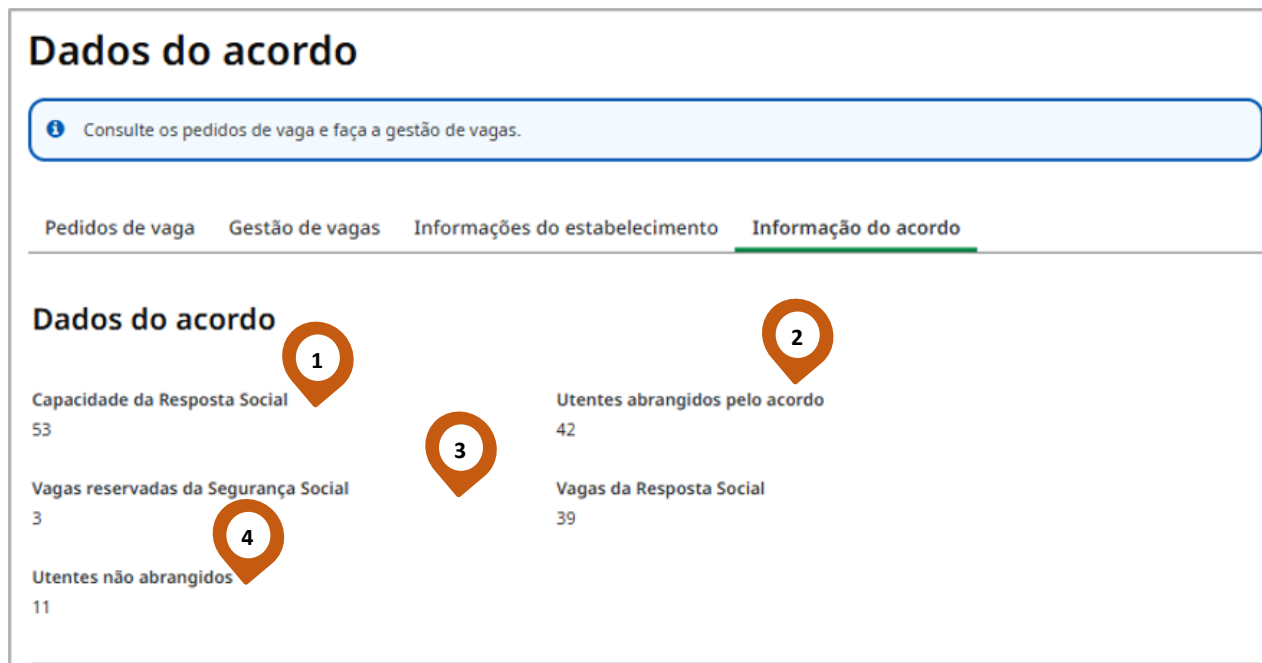 Dados do acordo
Consulte os pedidos de vaga e faça a gestão de vagas.
Pedidos de vaga Gestão de vagas Informações do estabelecimento Informação do acordo
Dados do acordo
1
2
Capacidade da Resposta Social
53
Utentes abrangidos pelo acordo
42
3
Vagas reservadas da Segurança Social
3
Vagas da Resposta Social
39
4
Utentes não abrangidos
11